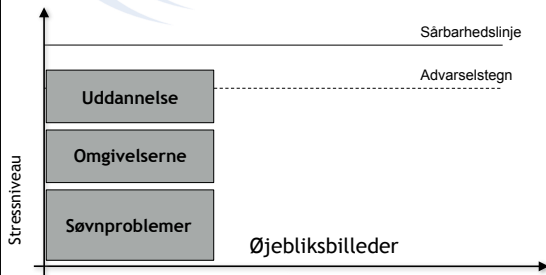 Sårbarhedslinje
Advarselstegn
Uddannelse
Omgivelserne
Søvnproblemer
Stressniveau
Øjebliksbilleder